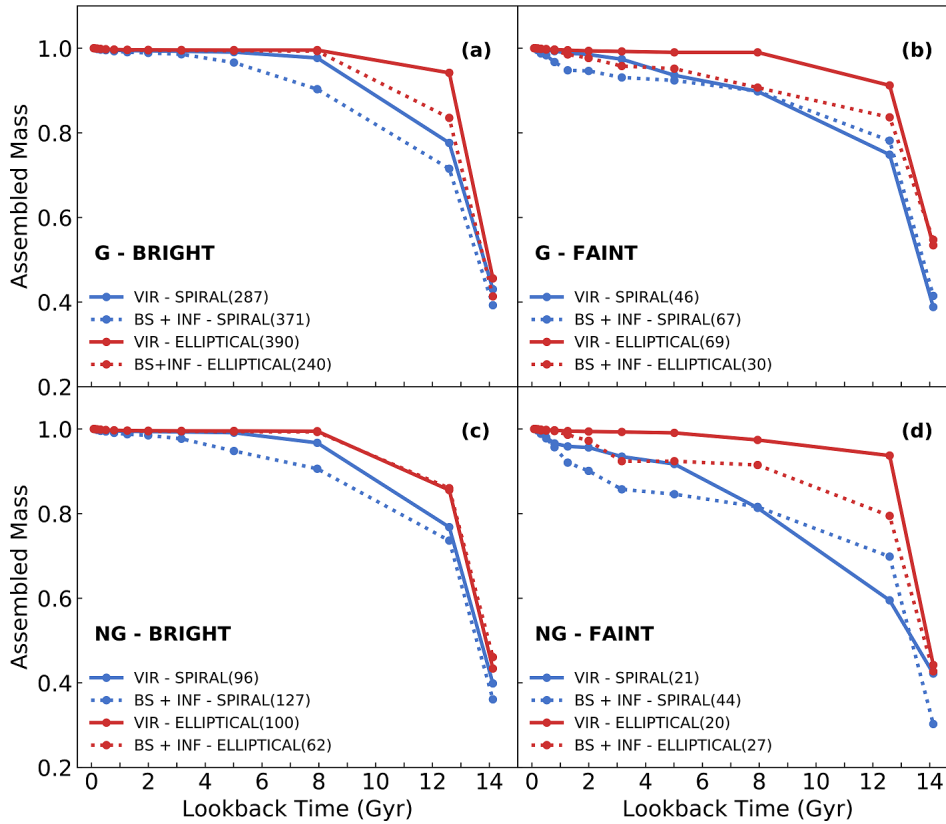 (a)
1.0
0.8
0.6
0.4
0.2
Assembled Mass
G - BRIGHT
VIR - SPIRAL(287)
BS + INF - SPIRAL(371)
VIR - ELLIPTICAL(390)
BS+INF - ELLIPTICAL(240)
(b)
G - FAINT
VIR - SPIRAL(46)
BS + INF - SPIRAL(67)
VIR - ELLIPTICAL(69)
BS + INF - ELLIPTICAL(30)
(c)
1.0
0.8
0.6
0.4
0.2
Assembled Mass
NG - BRIGHT
VIR - SPIRAL(96)
BS + INF - SPIRAL(127)
VIR - ELLIPTICAL(100)
BS + INF - ELLIPTICAL(62)
0 2 4 6 8 10 12 14
Lookback Time (Gyr)
(d)
NG - FAINT
VIR - SPIRAL(21)
BS + INF - SPIRAL(44)
VIR - ELLIPTICAL(20)
BS + INF - ELLIPTICAL(27)
0 2 4 6 8 10 12 14
Lookback Time (Gyr)